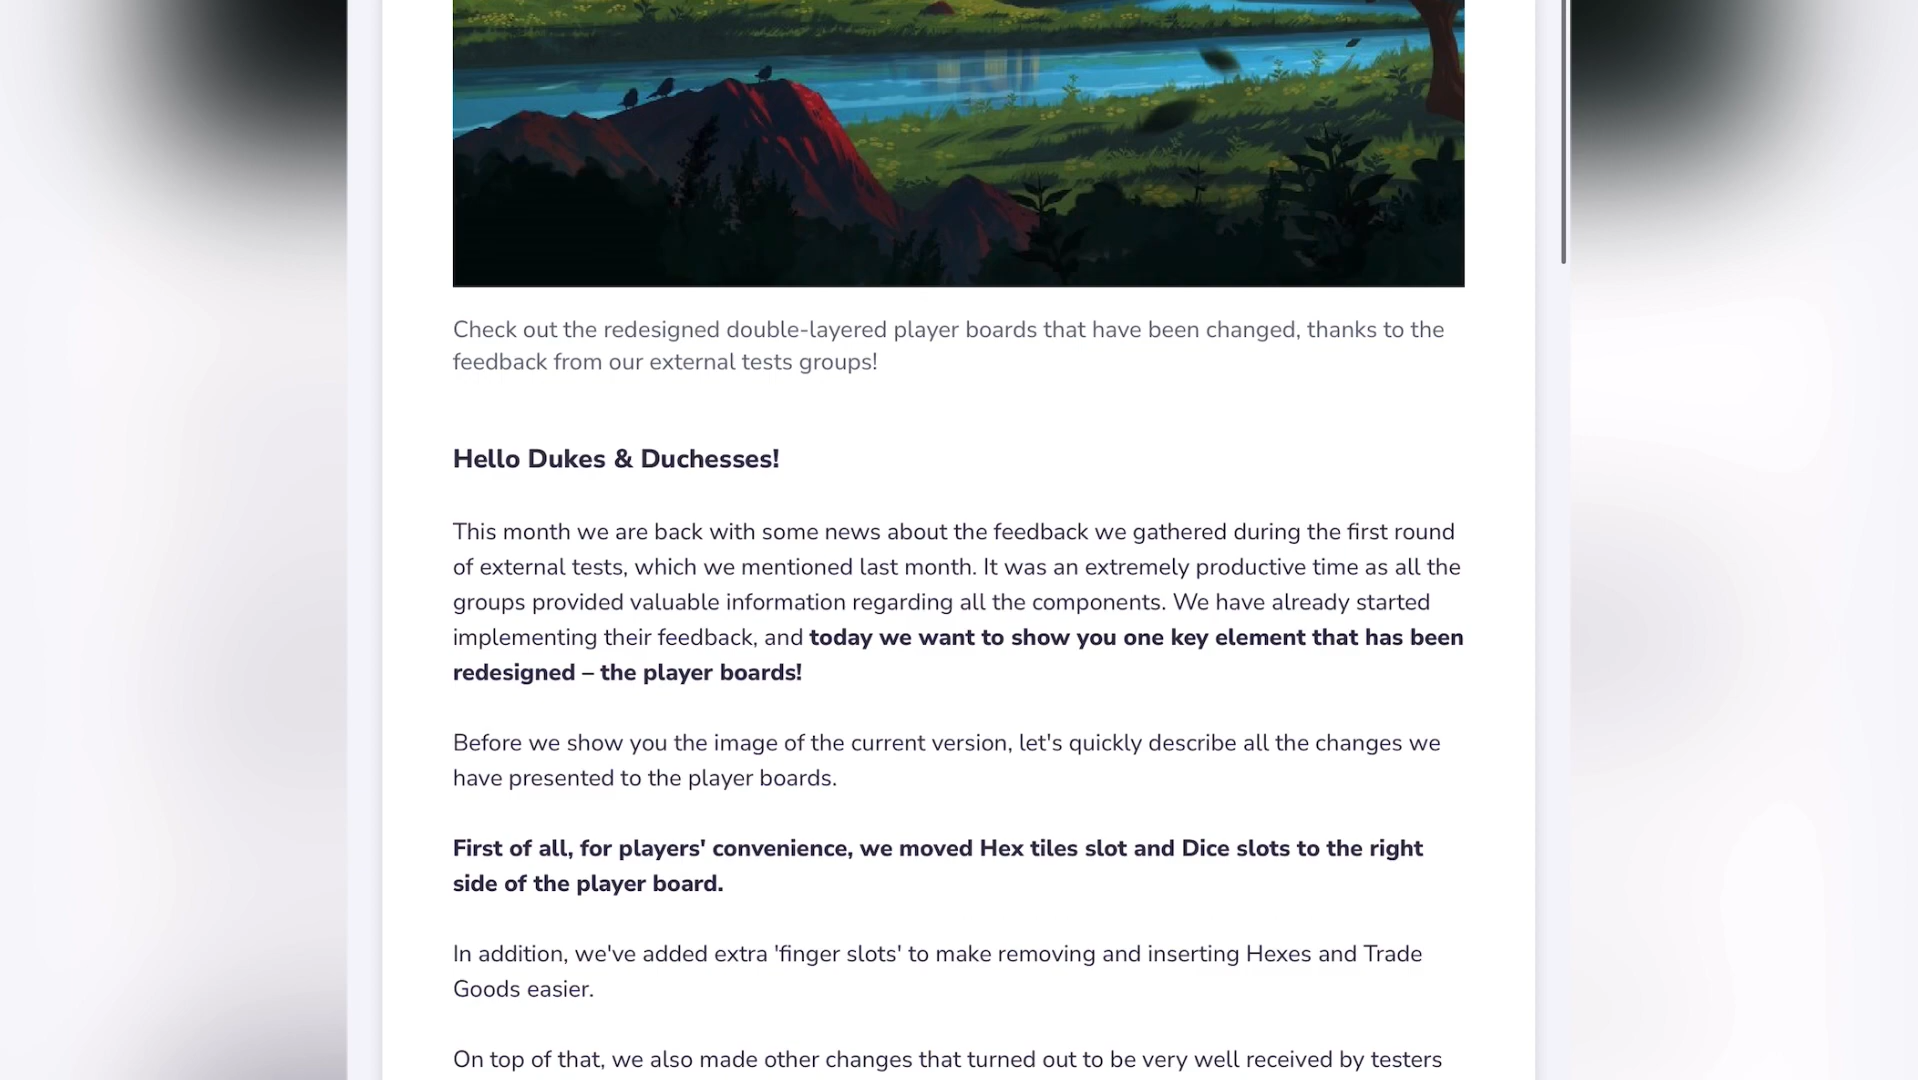 Check out the redesigned double-layered player boards that have been changed, thanks to the
feedback from our external tests groups!
Hello Dukes & Duchesses!
This month we are back with some news about the feedback we gathered during the first round
of external tests, which we mentioned last month. It was an extremely productive time as all the
groups provided valuable information regarding all the components. We have already started
implementing their feedback, and today we want to show you one key element that has been
redesigned – the player boards!
Before we show you the image of the current version, let's quickly describe all the changes we
have presented to the player boards.
First of all, for players' convenience, we moved Hex tiles slot and Dice slots to the right
side of the player board.
In addition, we've added extra 'finger slots' to make removing and inserting Hexes and Trade
Goods easier.
On top of that, we also made other changes that turned out to be very well received by testers